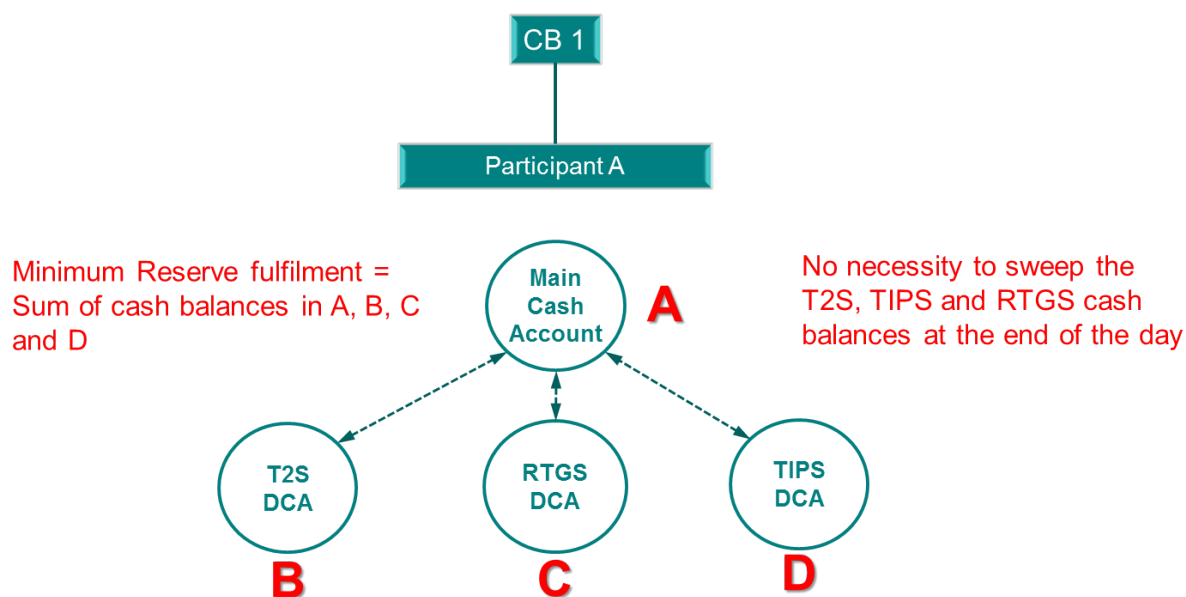 CB 1
Participant A
Minimum Reserve fulfilment =
Sum of cash balances in A, B, C
and D
Main
Cash
Account
A
No necessity to sweep the
T2S, TIPS and RTGS cash
balances at the end of the day
T2S
DCA
B
RTGS
DCA
C
TIPS
DCA
D